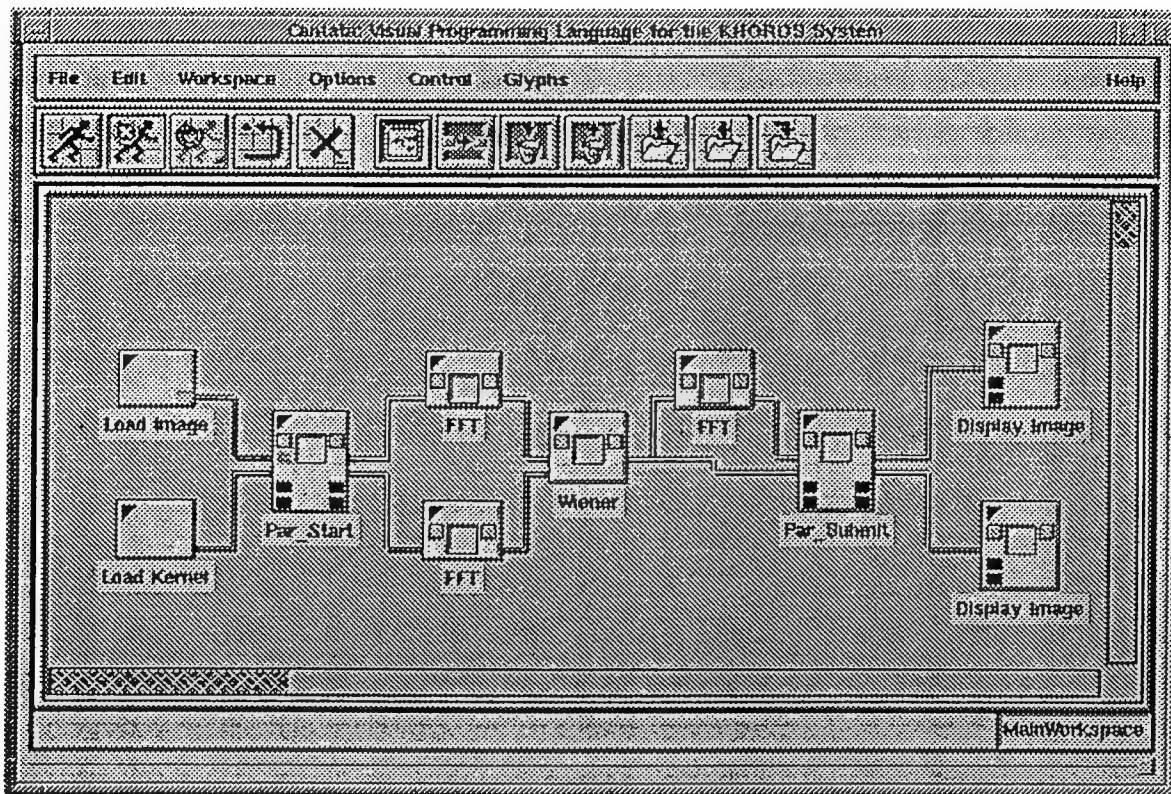 Cantata: Visual Programming Language for the KHOROS System
File Edit Workspace Options Control Glyphs Help
Load Image
FFT
FFT
Display Image
Par_Start
Wiener
Par_Submit
Load Kernel
FFT
Display Image
MainWorkspace